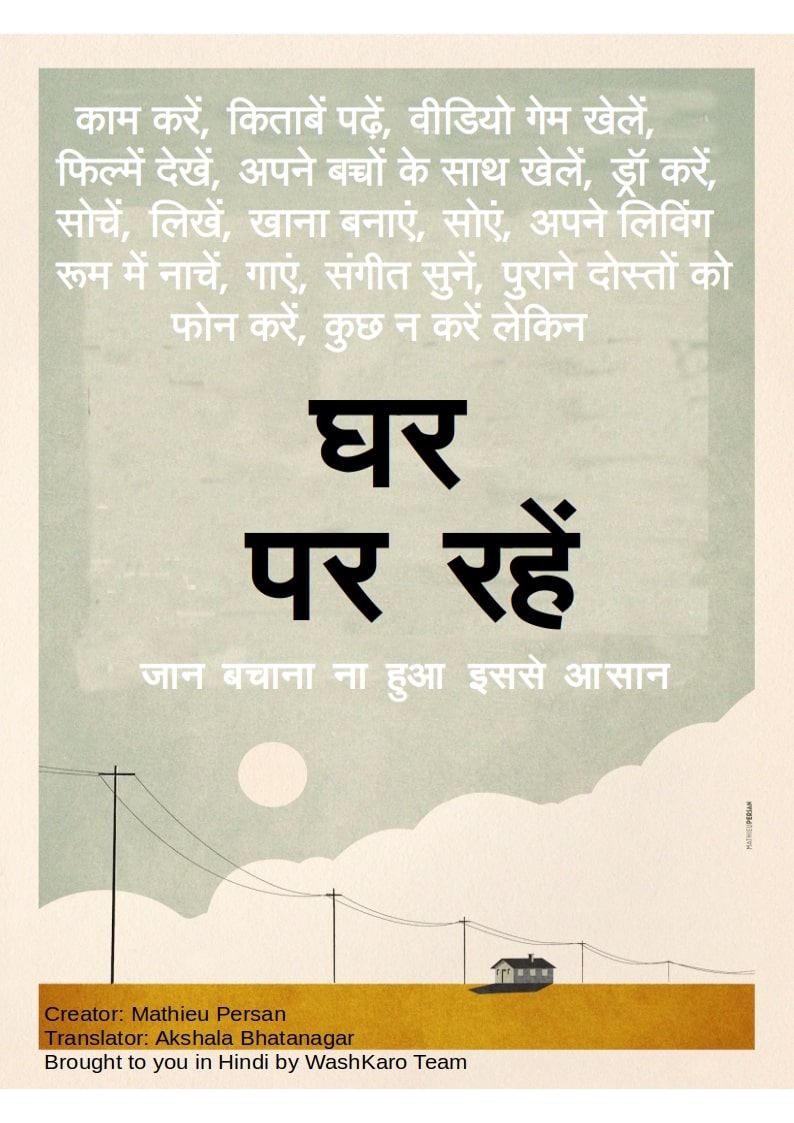 काम करें, किताबें पढ़ें, वीडियो गेम खेलें,
फिल्में देखें, अपने बच्चों के साथ खेलें, ड्रॉ करें,
सोचें, लिखें, खाना बनाएं, सोएं, अपने लिविंग
रूम में नाचें, गाएं, संगीत सुनें, पुराने दोस्तों को
फोन करें, कुछ न करें लेकिन
घर
पर रहें
जान बचाना ना हुआ इससे आसान
MATHIEUPERSAN
Creator: Mathieu Persan
Translator: Akshala Bhatanagar
Brought to you in Hindi by WashKaro Team